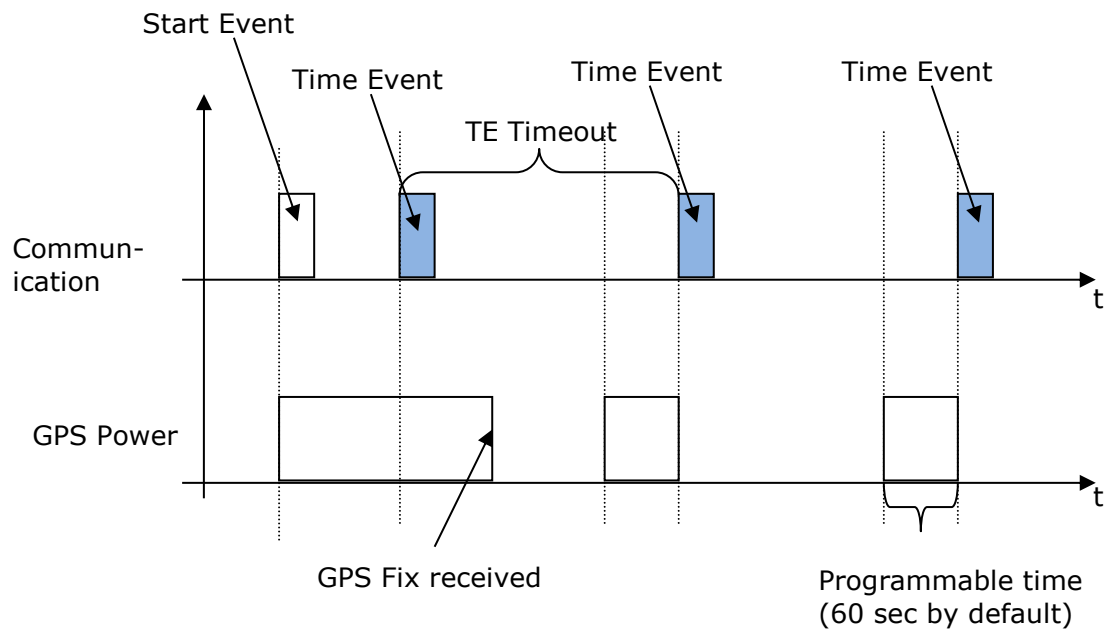 Start Event
Time Event
Time Event
Time Event
TE Timeout
Commun-
ication
t
GPS Power
t
GPS Fix received
Programmable time
(60 sec by default)